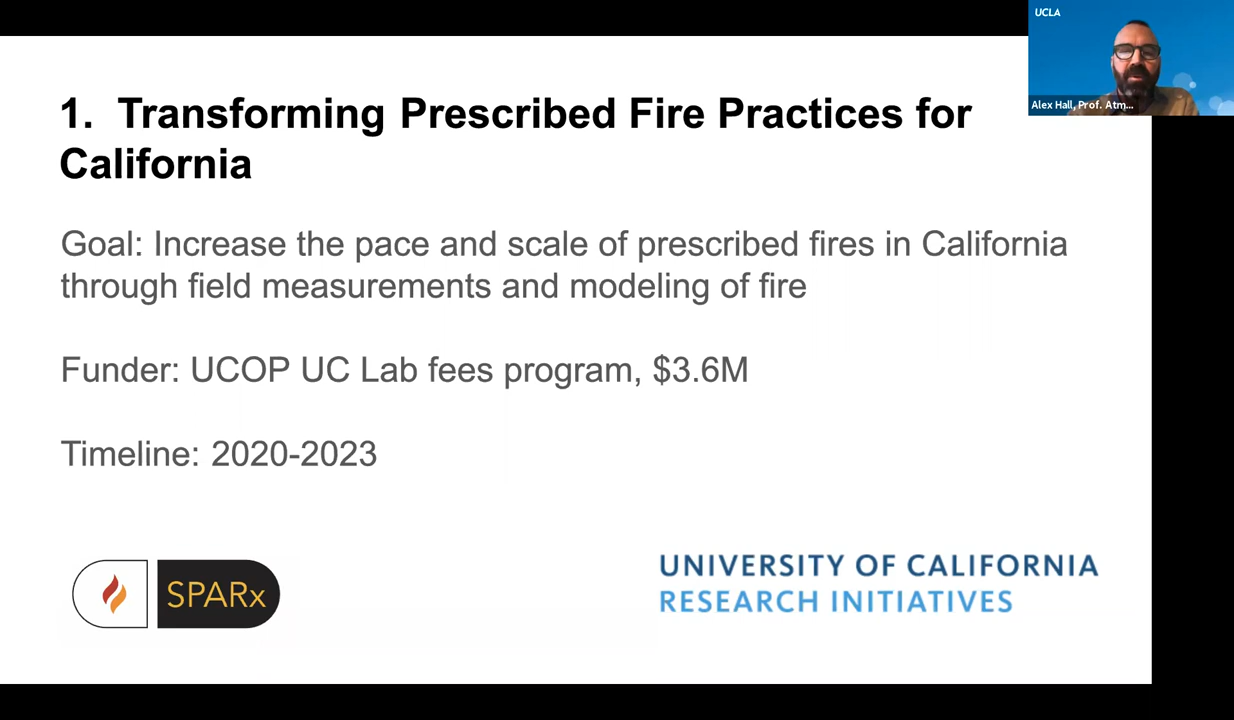 UCLA
Alex Hall, Prof. Atm...
1. Transforming Prescribed Fire Practices for
California
Goal: Increase the pace and scale of prescribed fires in California
through field measurements and modeling of fire
Funder: UCOP UC Lab fees program, $3.6M
Timeline: 2020-2023
SPARx
UNIVERSITY OF CALIFORNIA
RESEARCH INITIATIVES